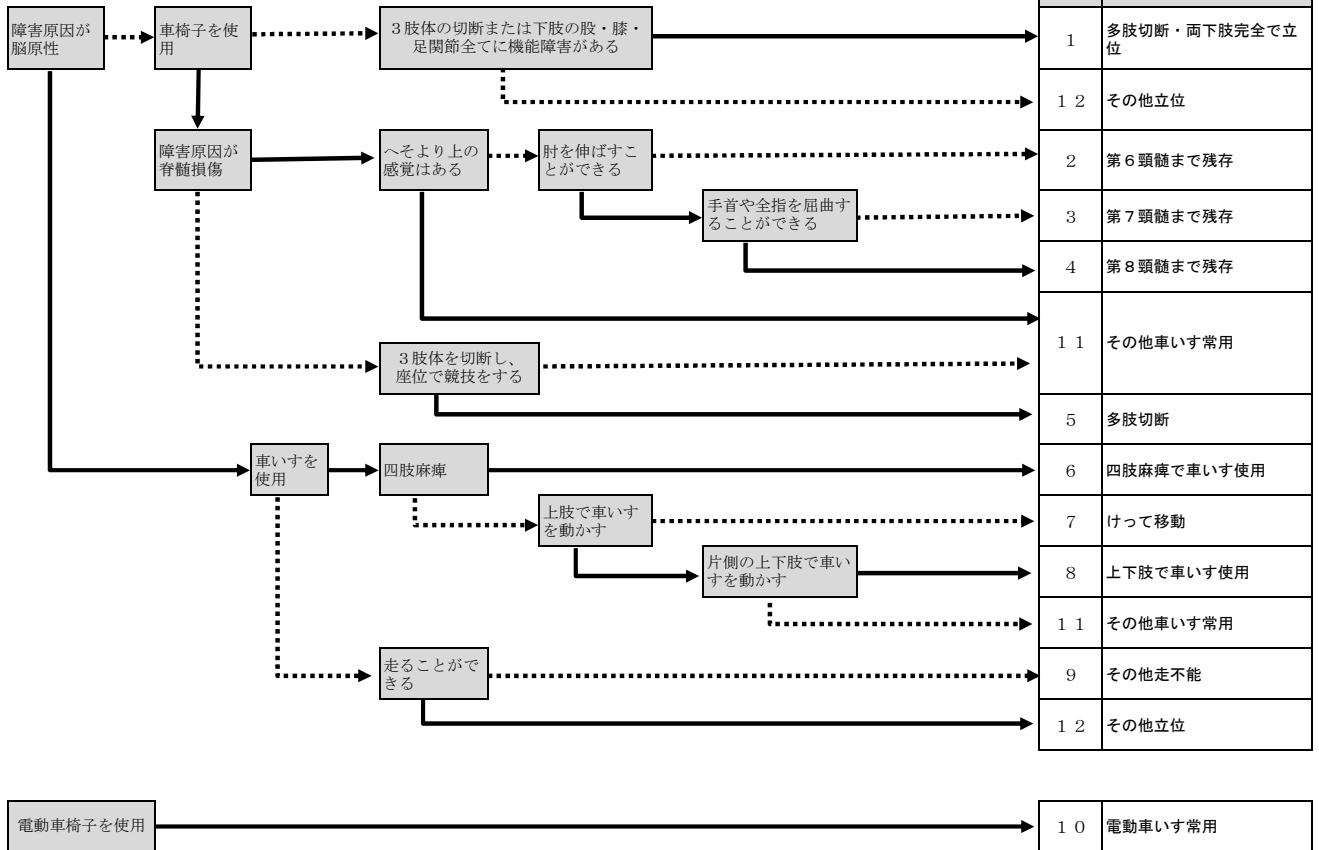 障害原因が
脳原性
車椅子を使
用
３肢体の切断または下肢の股・膝・
足関節全てに機能障害がある
１
多肢切断・両下肢完全で立
位
１２
その他立位
障害原因が
脊髄損傷
へそより上の
感覚はある
肘を伸ばすこ
とができる
２
第６頸髄まで残存
手首や全指を屈曲す
ることができる
３
第７頸髄まで残存
４
第８頸髄まで残存
１１
その他車いす常用
３肢体を切断し、
座位で競技をする
５
多肢切断
車いすを
使用
四肢麻痺
６
四肢麻痺で車いす使用
上肢で車いす
を動かす
７
けって移動
片側の上下肢で車い
すを動かす
８
上下肢で車いす使用
１１
その他車いす常用
走ることがで
きる
９
その他走不能
１２
その他立位
電動車椅子を使用
１０
電動車いす常用